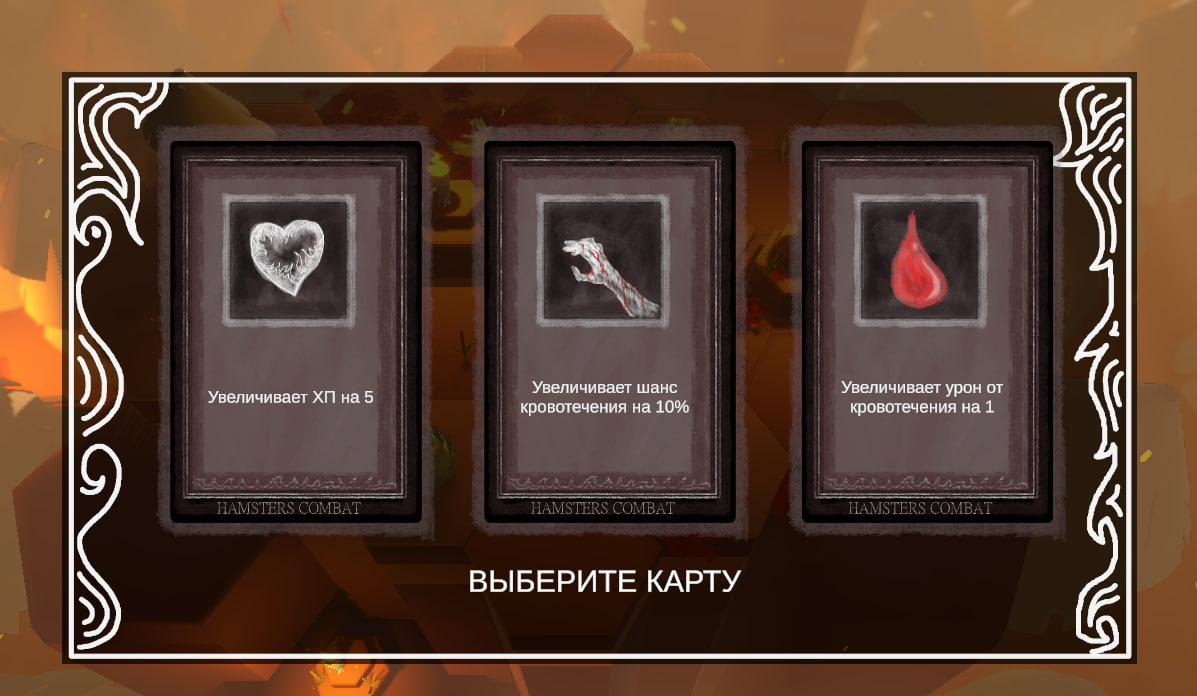 Увеличивает ХП на 5
HAMSTERS COMBAT
Увеличивает шанс
кровотечения на 10%
HAMSTERS COMBAT
Увеличивает урон от
кровотечения на 1
HAMSTERS COMBAT
ВЫБЕРИТЕ КАРТУ